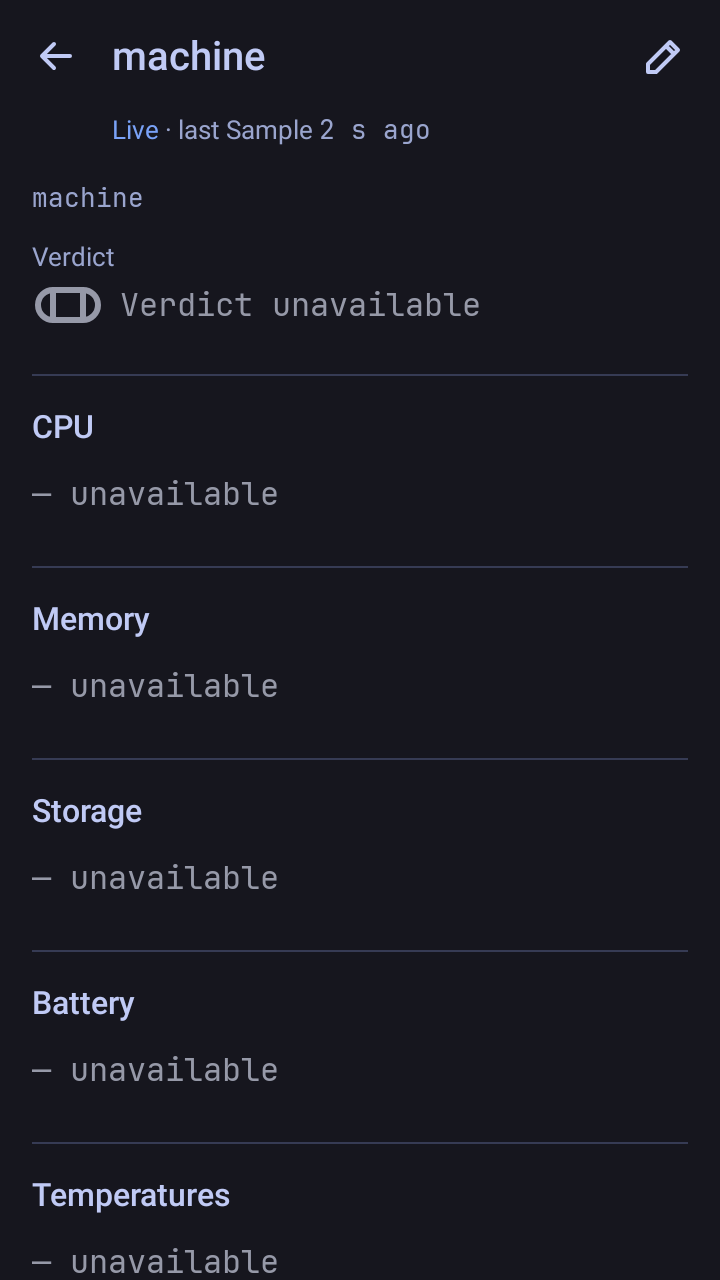 machine
Live · last Sample 2 s ago
machine
Verdict
Verdict unavailable
CPU
— unavailable
Memory
— unavailable
Storage
— unavailable
Battery
— unavailable
Temperatures
— unavailable